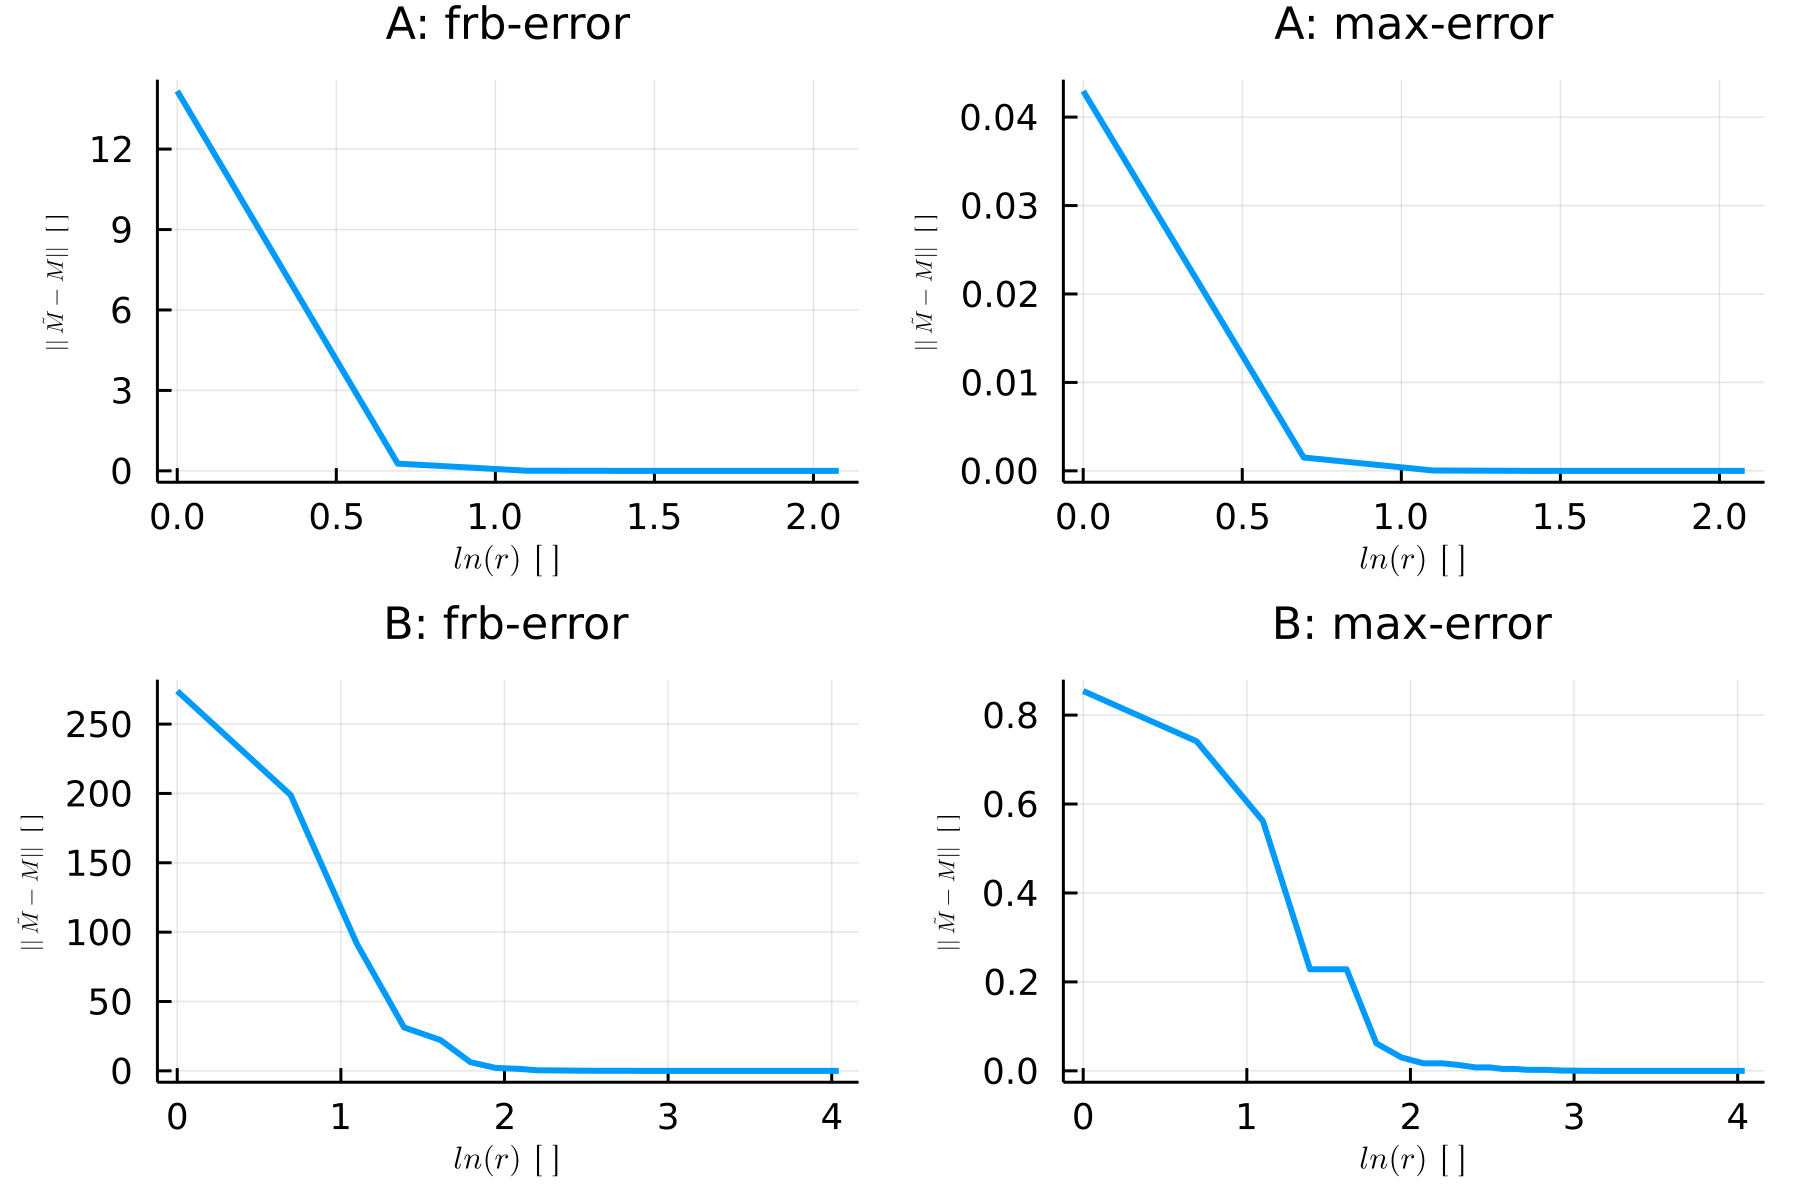 A: frb-error
|| M̃ − M|| [ ]
12
9
6
3
0
0.0 0.5 1.0 1.5 2.0
ln(r) [ ]
A: max-error
|| M̃ − M|| [ ]
0.04
0.03
0.02
0.01
0.00
0.0 0.5 1.0 1.5 2.0
ln(r) [ ]
B: frb-error
|| M̃ − M|| [ ]
250
200
150
100
50
0
0 1 2 3 4
ln(r) [ ]
B: max-error
|| M̃ − M|| [ ]
0.8
0.6
0.4
0.2
0.0
0 1 2 3 4
ln(r) [ ]